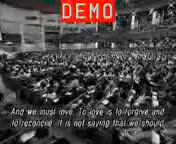 DEMO
And we must love. To love is to forgive and
to reconcile. It is not saying that we should